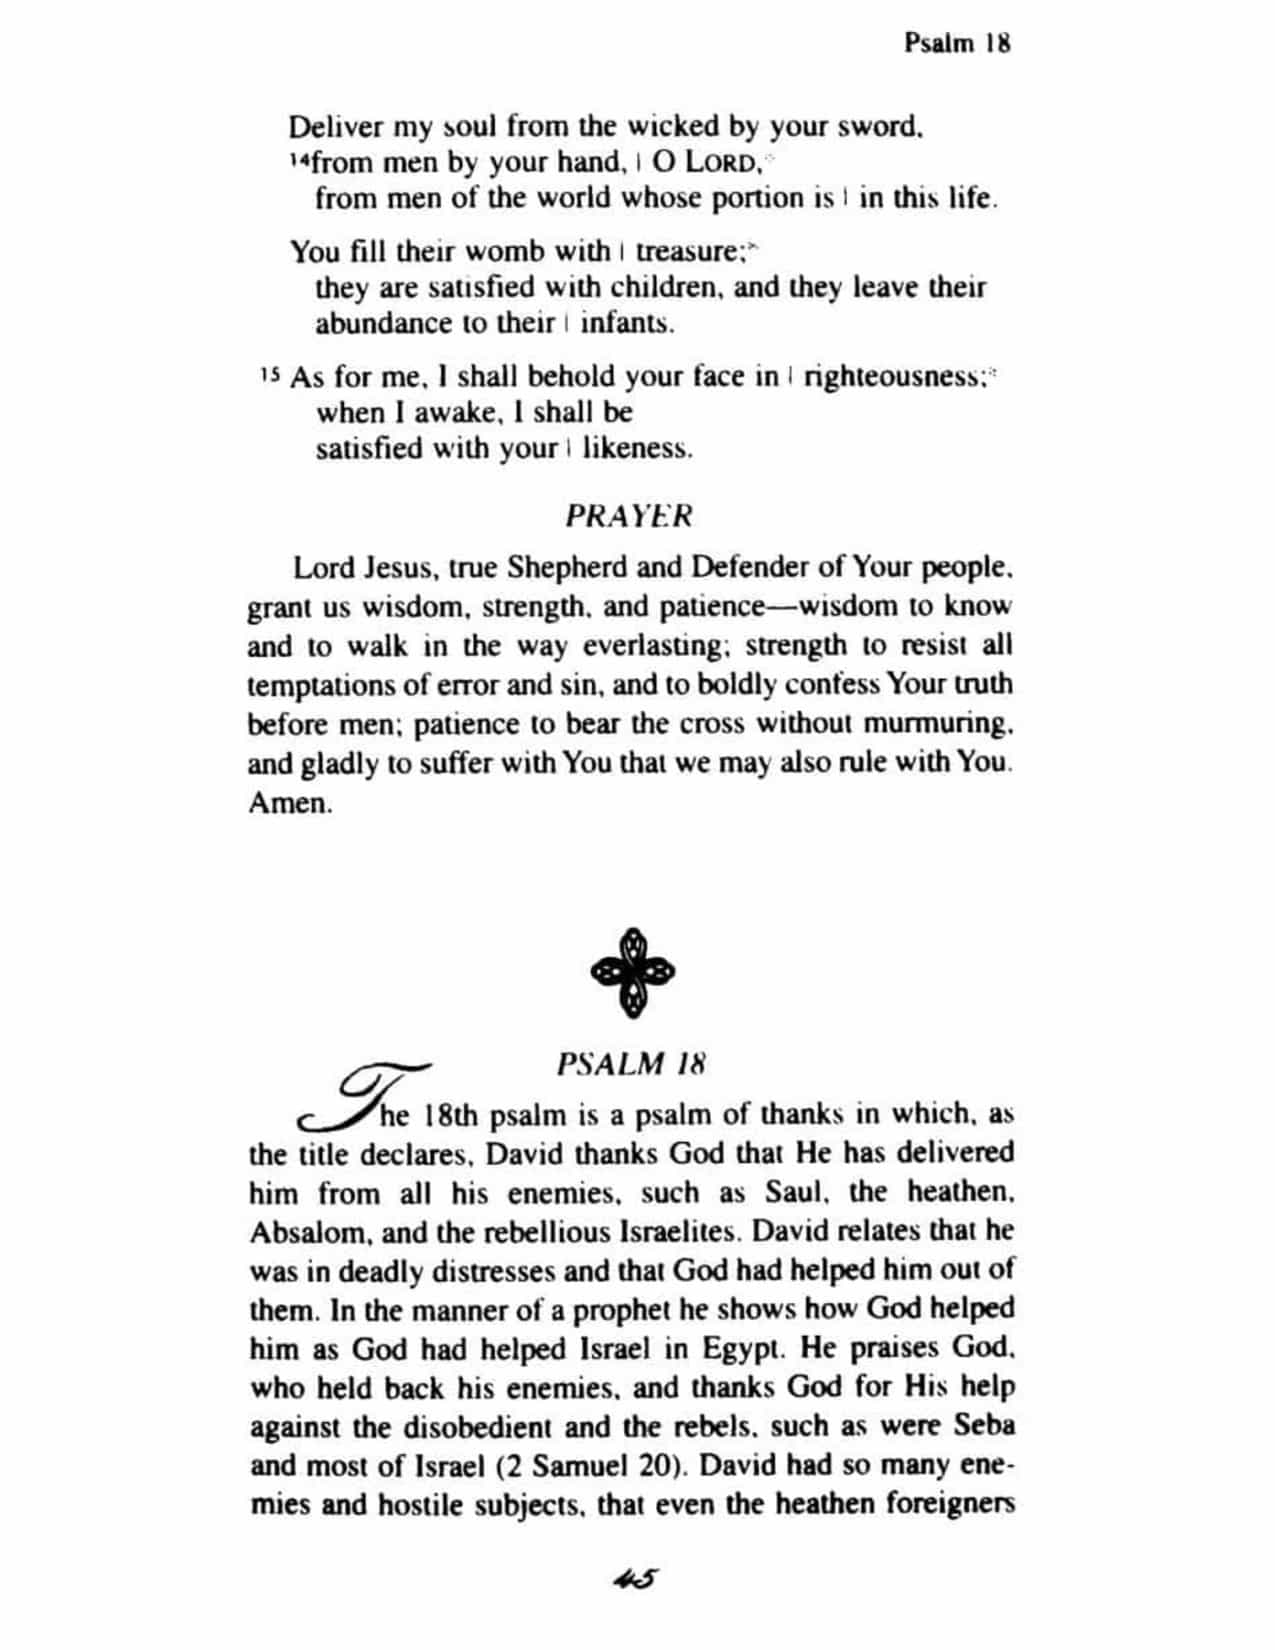 Psalm 18
Deliver my soul from the wicked by your sword,
14from men by your hand, | O LORD,*
from men of the world whose portion is | in this life.
You fill their womb with | treasure;*
they are satisfied with children, and they leave their
abundance to their | infants.
15 As for me, I shall behold your face in | righteousness;*
when I awake, I shall be
satisfied with your | likeness.
PRAYER
Lord Jesus, true Shepherd and Defender of Your people,
grant us wisdom, strength, and patience—wisdom to know
and to walk in the way everlasting; strength to resist all
temptations of error and sin, and to boldly confess Your truth
before men; patience to bear the cross without murmuring,
and gladly to suffer with You that we may also rule with You.
Amen.
PSALM 18
The 18th psalm is a psalm of thanks in which, as
the title declares, David thanks God that He has delivered
him from all his enemies, such as Saul, the heathen,
Absalom, and the rebellious Israelites. David relates that he
was in deadly distresses and that God had helped him out of
them. In the manner of a prophet he shows how God helped
him as God had helped Israel in Egypt. He praises God,
who held back his enemies, and thanks God for His help
against the disobedient and the rebels, such as were Seba
and most of Israel (2 Samuel 20). David had so many ene-
mies and hostile subjects, that even the heathen foreigners
45